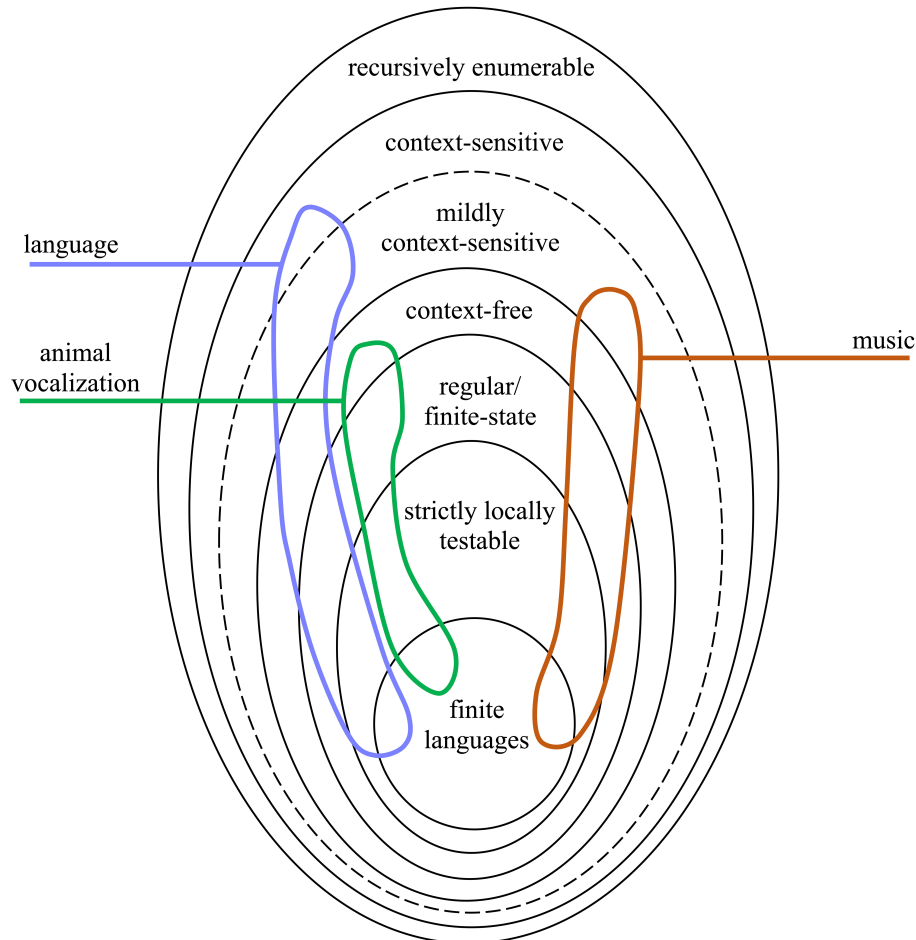 recursively enumerable
context-sensitive
mildly
context-sensitive
language
context-free
music
animal
vocalization
regular/
finite-state
strictly locally
testable
finite
languages